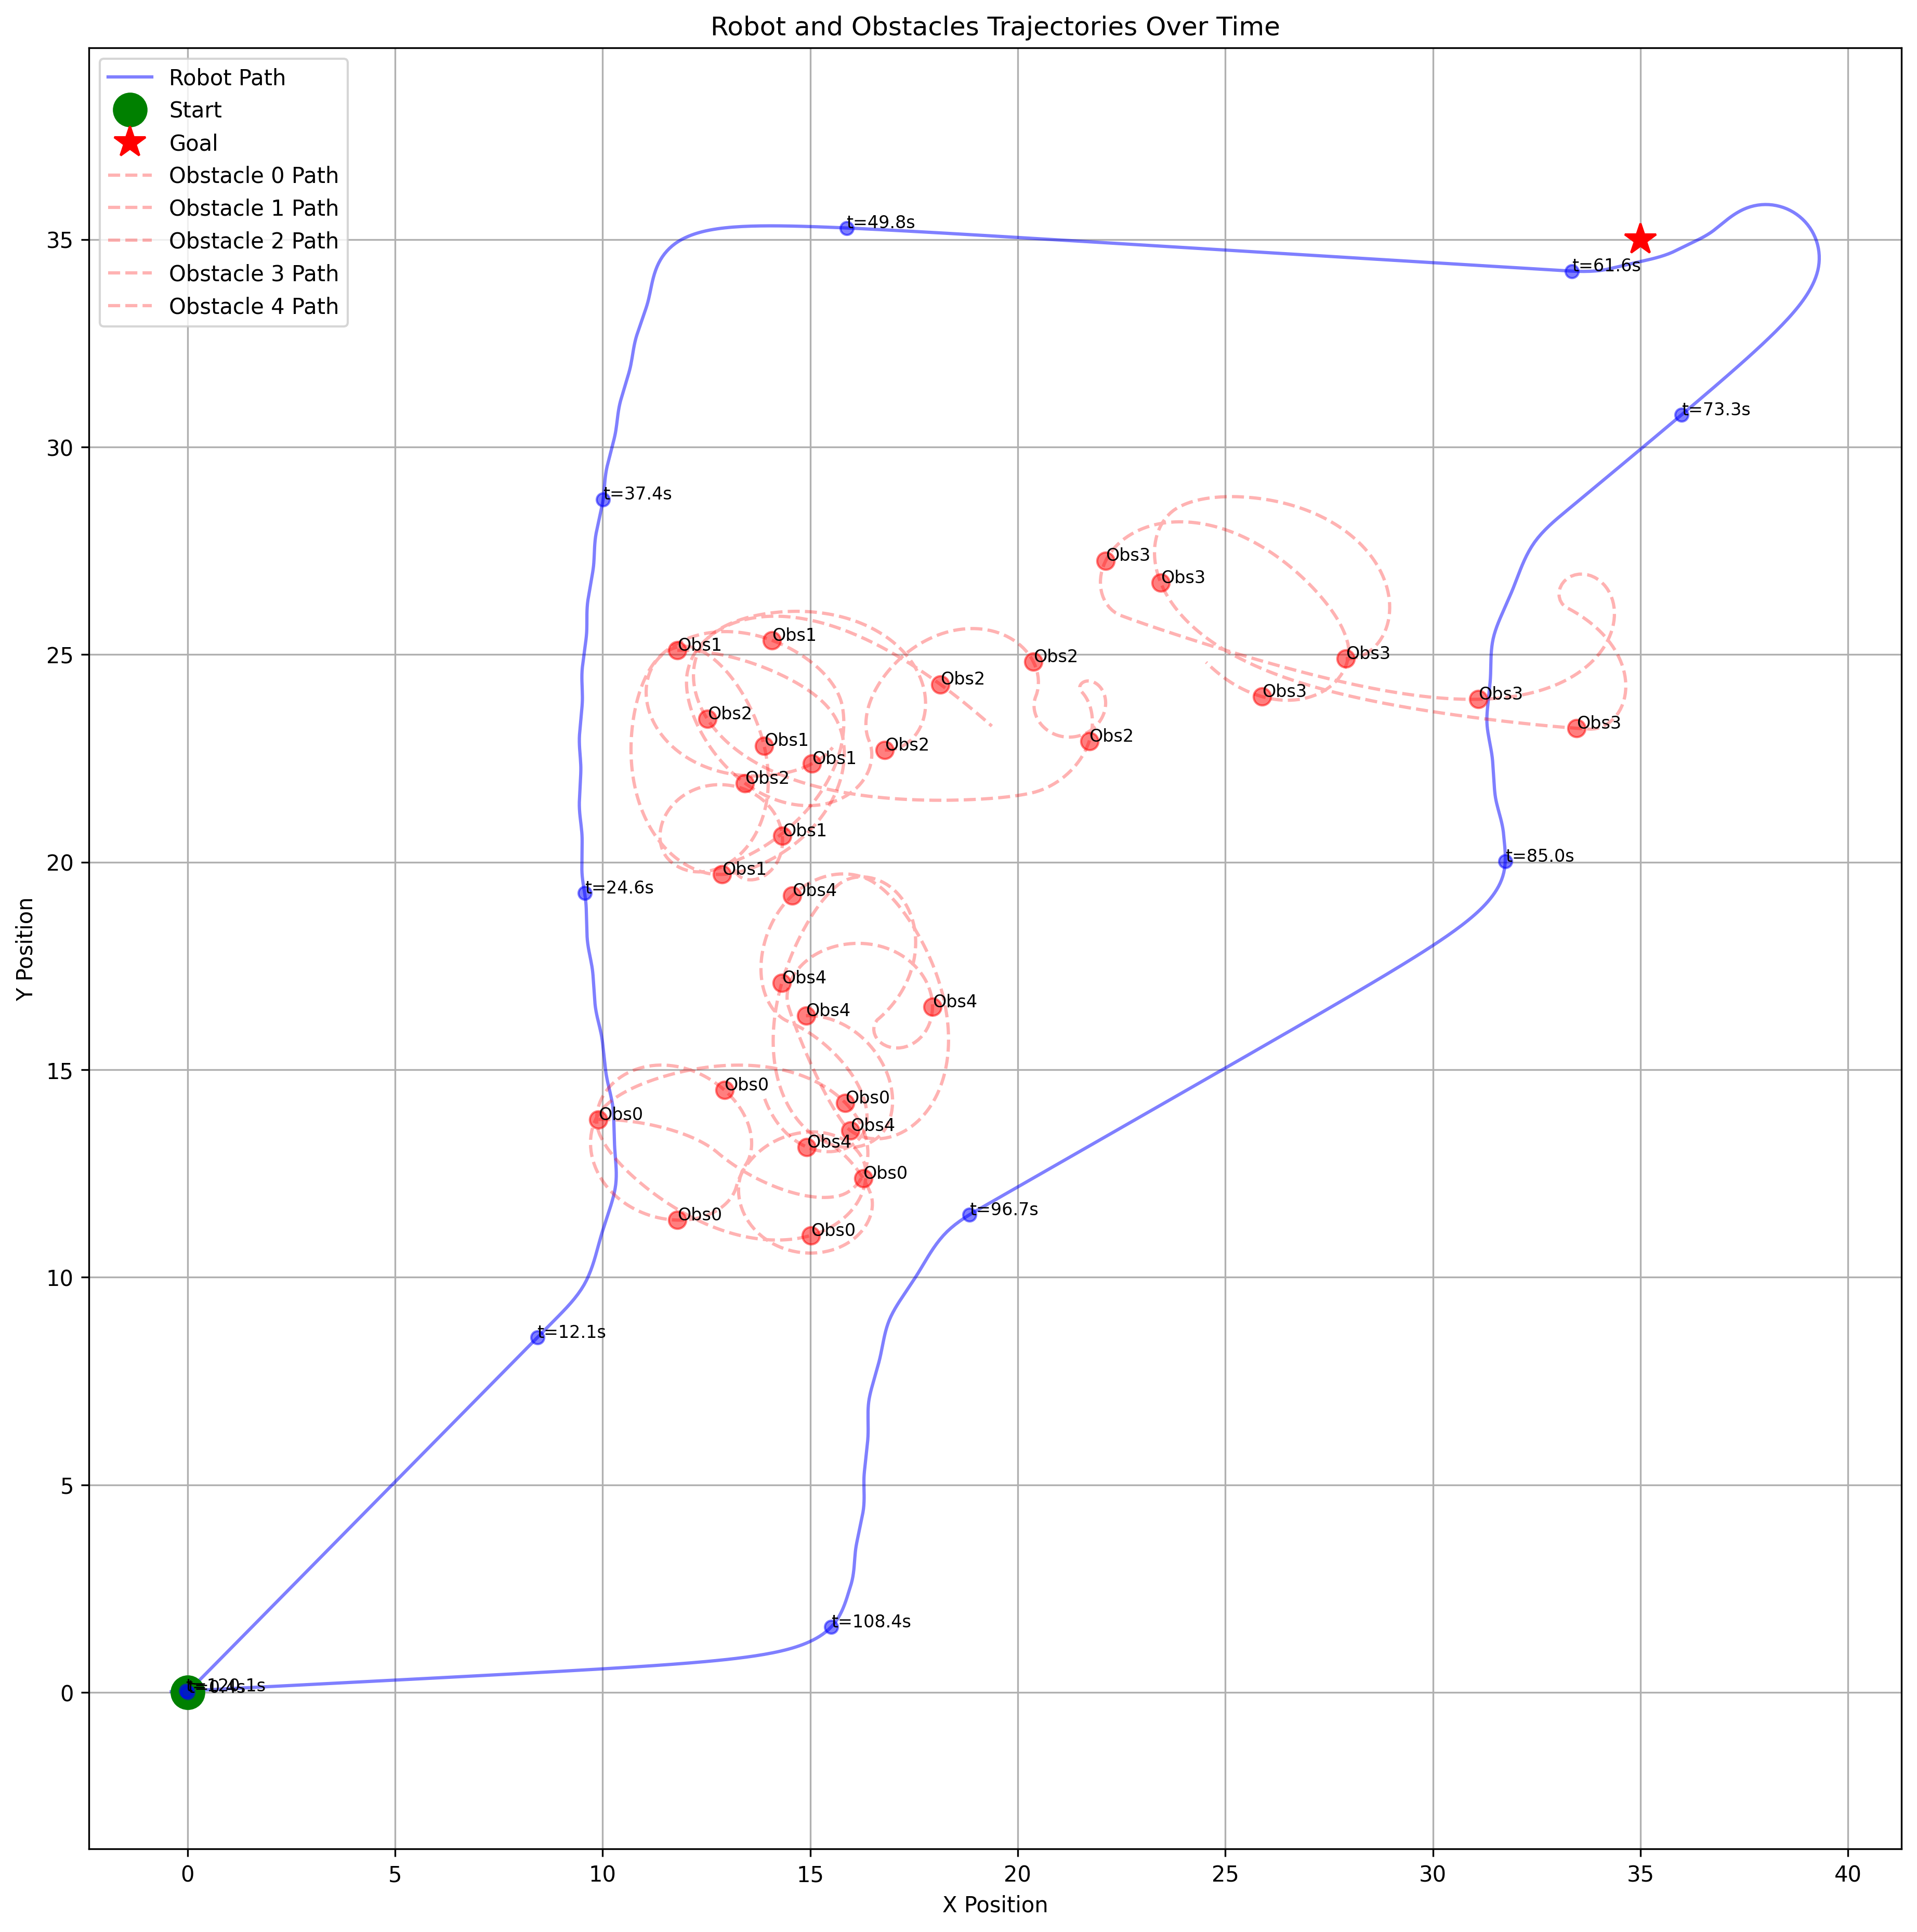 Robot and Obstacles Trajectories Over Time
Robot Path
Start
Goal
Obstacle 0 Path
Obstacle 1 Path
Obstacle 2 Path
Obstacle 3 Path
Obstacle 4 Path
t=49.8s
t=61.6s
t=73.3s
t=37.4s
Obs3
Obs3
Obs1
Obs1
Obs2
Obs3
Obs2
Obs3
Obs3
Obs2
Obs3
Obs1
Obs2
Obs2
Obs1
Obs2
Obs1
t=85.0s
Obs1
t=24.6s
Obs4
Obs4
Obs4
Obs4
Obs0
Obs0
Obs0
Obs4
Obs4
Obs0
Obs0
Obs0
t=96.7s
t=12.1s
t=108.4s
t=120.1s
t=0.4s
35
30
25
20
15
10
5
0
Y Position
0
5
10
15
20
25
30
35
40
X Position